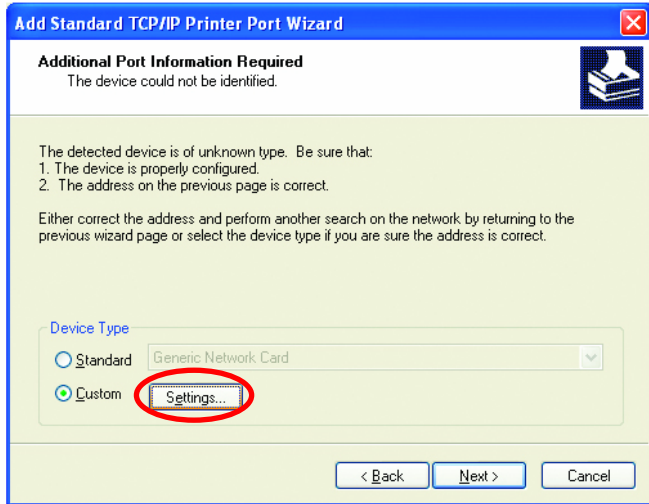 Add Standard TCP/IP Printer Port Wizard
Additional Port Information Required
The device could not be identified.
The detected device is of unknown type.  Be sure that:
1. The device is properly configured.
2.  The address on the previous page is correct.
Either correct the address and perform another search on the network by returning to the
previous wizard page or select the device type if you are sure the address is correct.
Device Type
Standard
Generic Network Card
Custom
Settings...
< Back
Next >
Cancel